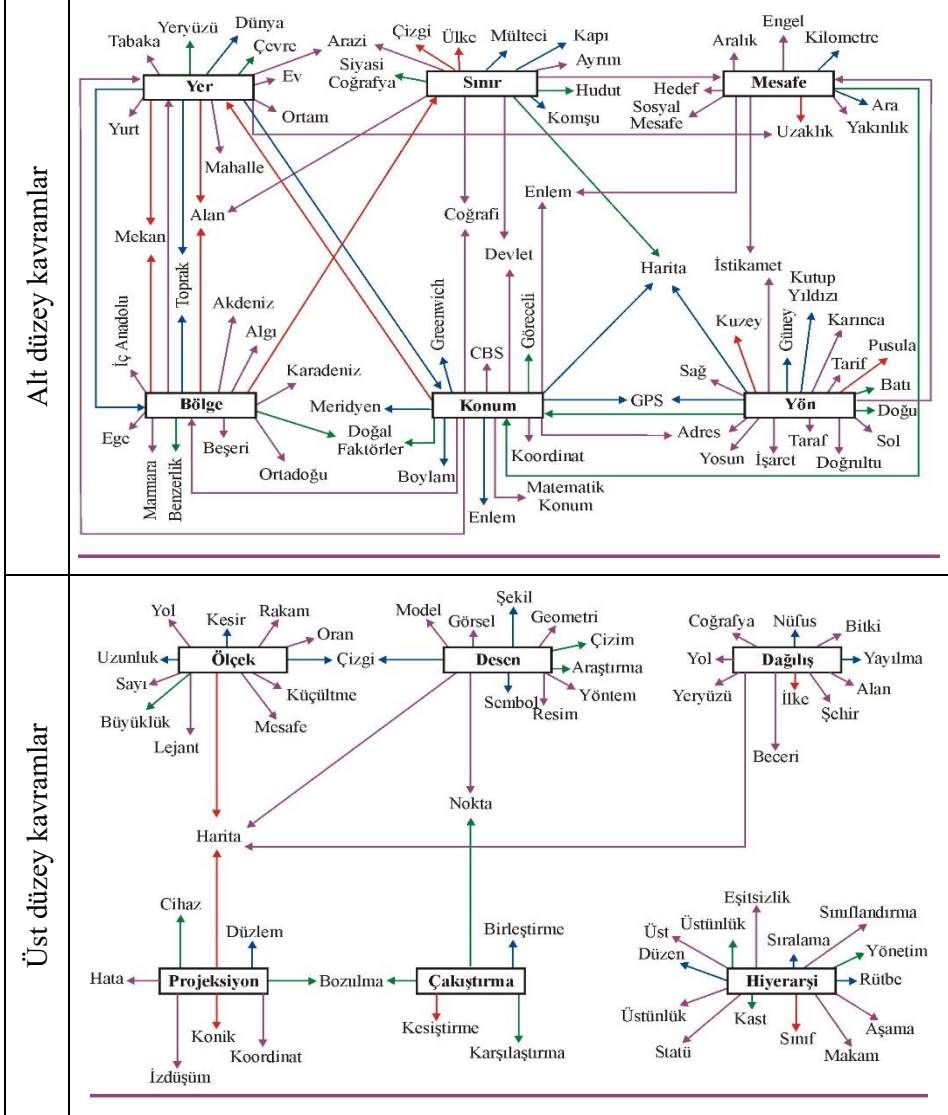 Alt düzey kavramlar
Dünya
Yeryüzü
Tabaka
Çevre
Yer
Ev
Ortam
Yurt
Mahalle
Arazi
Çizgi
Ülke
Mülteci
Kapı
Ayrım
Siyasi
Coğrafya
Sınır
Hudut
Komşu
Engel
Aralık
Kilometre
Mesafe
Hedef
Sosyal
Mesafe
Ara
Yakınlık
Uzaklık
Mekan
Alan
Toprak
Coğrafi
Devlet
Enlem
Harita
İstikamet
İç Anadolu
Akdeniz
Algı
Karadeniz
Bölge
Ege
Marmara
Benzerlik
Beşeri
Ortadoğu
Greenwich
CBS
Göreceli
Meridyen
Konum
Doğal
Faktörler
Boylam
Enlem
Koordinat
Matematik
Konum
GPS
Adres
Kutup
Yıldızı
Kuzey
Güney
Karınca
Pusula
Tarif
Sağ
Batı
Yön
Doğu
Sol
Yosun
İşaret
Taraf
Doğrultu
Üst düzey kavramlar
Yol
Kesir
Rakam
Oran
Uzunluk
Ölçek
Sayı
Küçültme
Büyüklük
Mesafe
Lejant
Çizgi
Model
Görsel
Şekil
Geometri
Çizim
Desen
Araştırma
Yöntem
Sembol
Resim
Coğrafya
Nüfus
Bitki
Yol
Dağılış
Yayılma
Yeryüzü
İlke
Alan
Şehir
Beceri
Nokta
Harita
Cihaz
Düzlem
Hata
Projeksiyon
Bozulma
Konik
Koordinat
İzdüşüm
Birleştirme
Çakıştırma
Kesiştirme
Karşılaştırma
Eşitsizlik
Üstünlük
Sınıflandırma
Üst
Sıralama
Düzen
Yönetim
Hiyerarşi
Rütbe
Üstünlük
Kast
Aşama
Statü
Sınıf
Makam